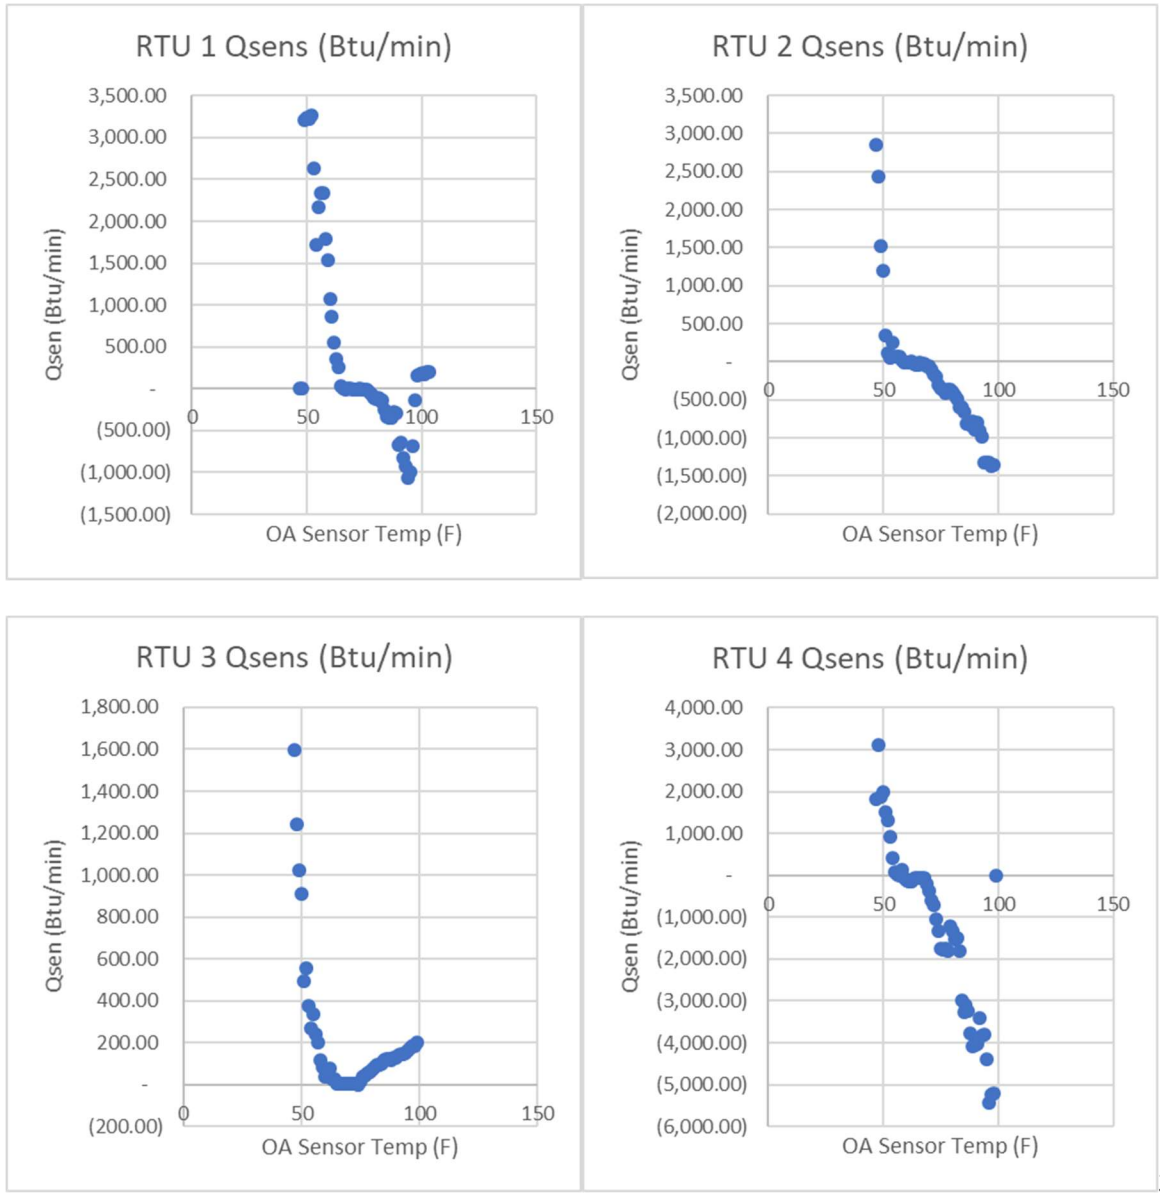 RTU 1 Qsens (Btu/min)
3,500.00
3,000.00
2,500.00
2,000.00
1,500.00
1,000.00
500.00
-
(500.00)
(1,000.00)
(1,500.00)
0 50 100 150
Qsen (Btu/min)
OA Sensor Temp (F)
RTU 2 Qsens (Btu/min)
3,500.00
3,000.00
2,500.00
2,000.00
1,500.00
1,000.00
500.00
-
(500.00)
(1,000.00)
(1,500.00)
(2,000.00)
0 50 100 150
Qsen (Btu/min)
OA Sensor Temp (F)
RTU 3 Qsens (Btu/min)
1,800.00
1,600.00
1,400.00
1,200.00
1,000.00
800.00
600.00
400.00
200.00
-
(200.00)
0 50 100 150
Qsen (Btu/min)
OA Sensor Temp (F)
RTU 4 Qsens (Btu/min)
4,000.00
3,000.00
2,000.00
1,000.00
-
(1,000.00)
(2,000.00)
(3,000.00)
(4,000.00)
(5,000.00)
(6,000.00)
0 50 100 150
Qsen (Btu/min)
OA Sensor Temp (F)